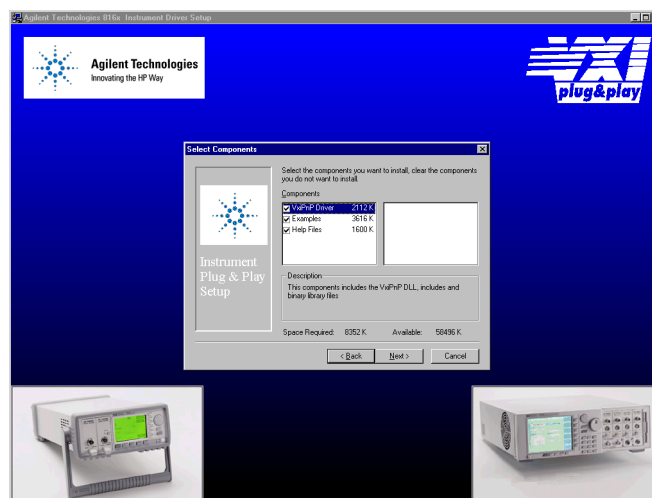 Agilent Technologies 816x Instrument Driver Setup
Agilent Technologies
Innovating the HP Way
VXI
plug&play
Select Components
Instrument
Plug & Play
Setup
Select the components you want to install, clear the components
you do not want to install.
Components
VxiPnP Driver 2112 K
Examples 3616 K
Help Files 1600 K
Description
This components includes the VxiPnP DLL, includes and
binary library files
Space Required: 8352 K Available: 58496 K
< Back Next > Cancel